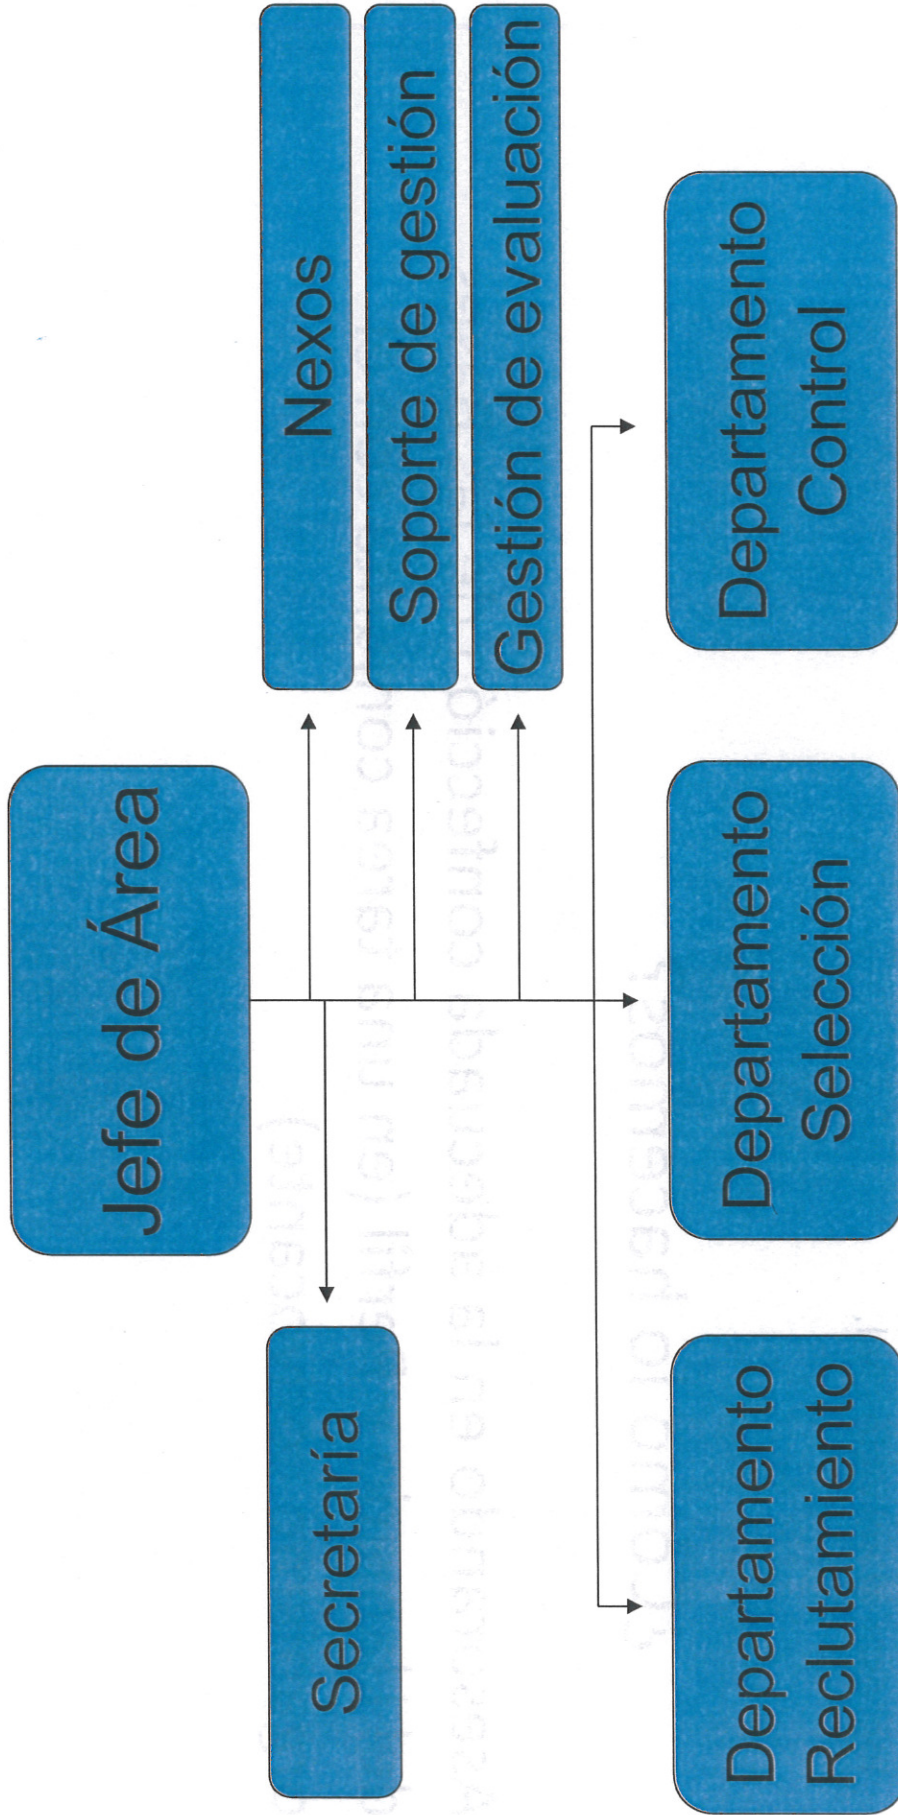 Jefe de Área
Secretaría
Nexos
Soporte de gestión
Gestión de evaluación
Departamento
Reclutamiento
Departamento
Selección
Departamento
Control